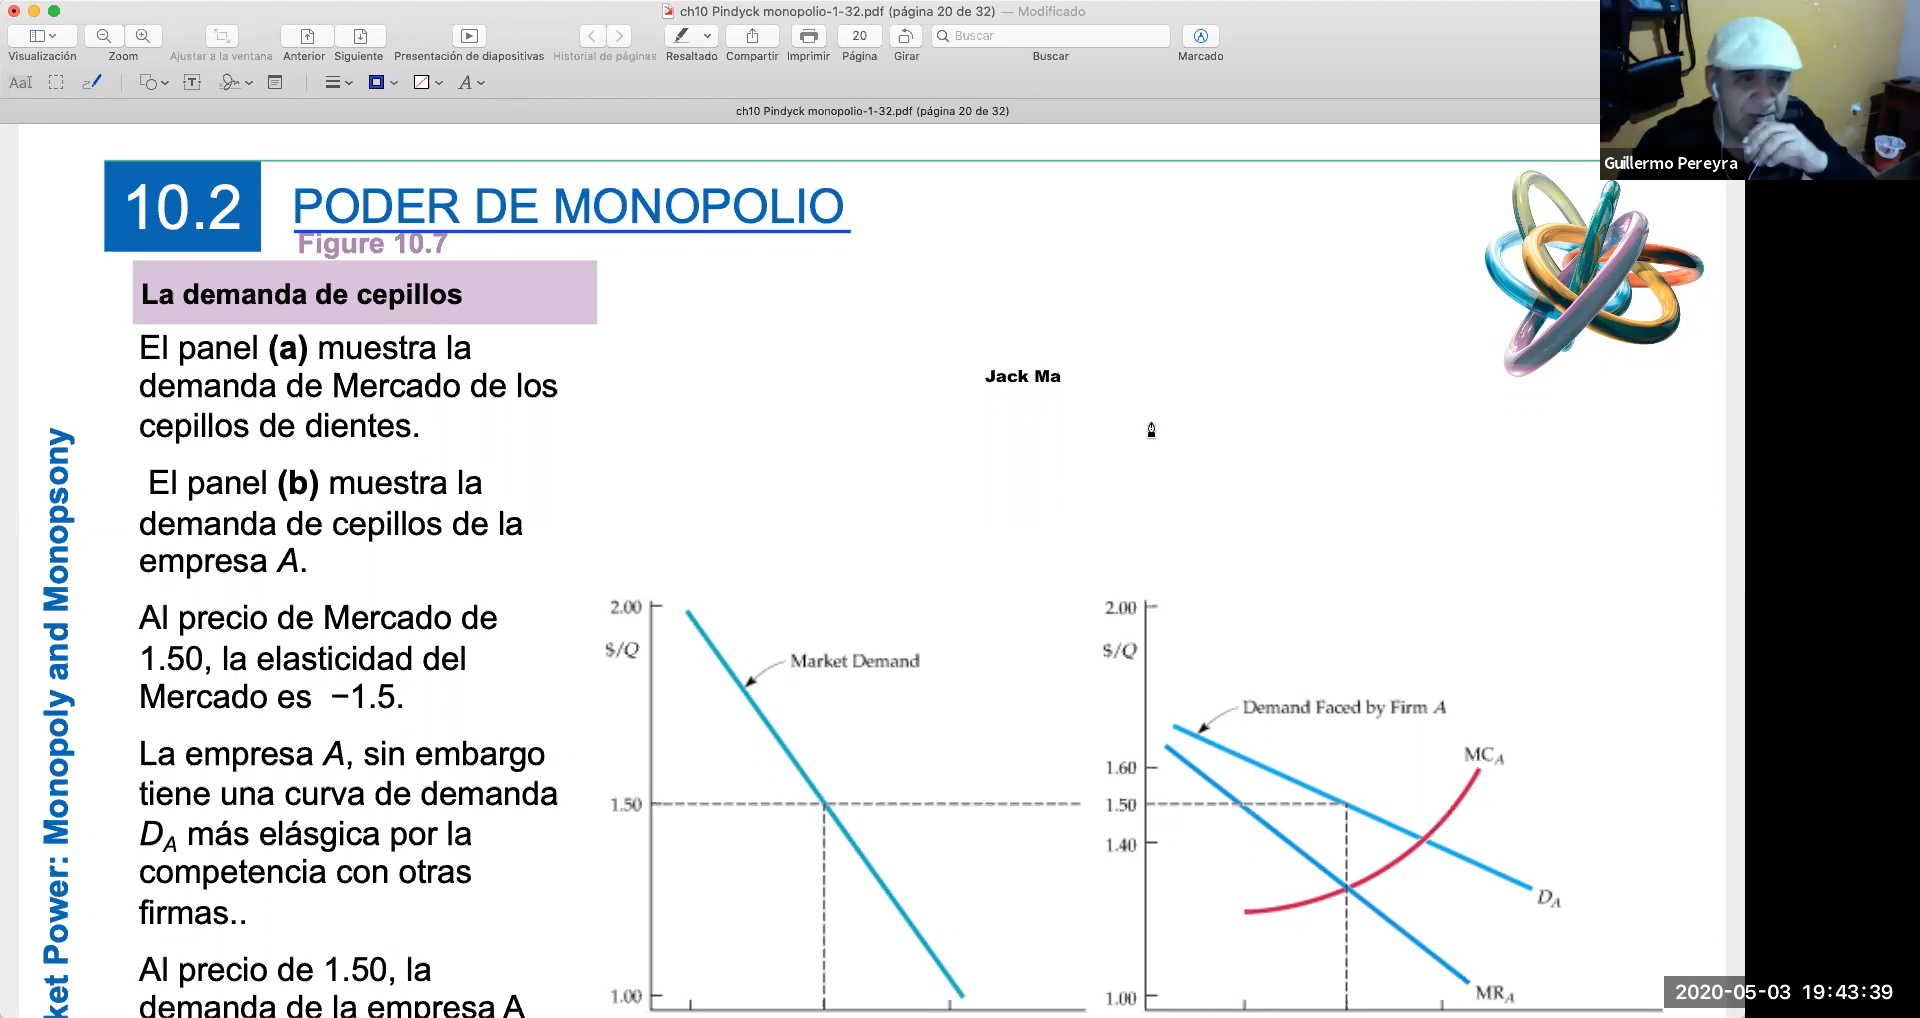 ch10 Pindyck monopolio-1-32.pdf (página 20 de 32) — Modificado
20
Buscar
Visualización
Zoom
Ajustar a la ventana
Anterior
Siguiente
Presentación de diapositivas
Historial de páginas
Resaltado
Compartir
Imprimir
Página
Girar
Buscar
Marcado
ch10 Pindyck monopolio-1-32.pdf (página 20 de 32)
Guillermo Pereyra
10.2
PODER DE MONOPOLIO
Figure 10.7
La demanda de cepillos
El panel (a) muestra la
demanda de Mercado de los
cepillos de dientes.
El panel (b) muestra la
demanda de cepillos de la
empresa A.
Al precio de Mercado de
1.50, la elasticidad del
Mercado es −1.5.
La empresa A, sin embargo
tiene una curva de demanda
DA más elásgica por la
competencia con otras
firmas..
Al precio de 1.50, la
demanda de la empresa A
ket Power: Monopoly and Monopsony
Jack Ma
2.00
$/Q
Market Demand
1.50
1.00
2.00
$/Q
Demand Faced by Firm A
MCA
1.60
1.50
1.40
DA
MRA
1.00
2020-05-03 19:43:39